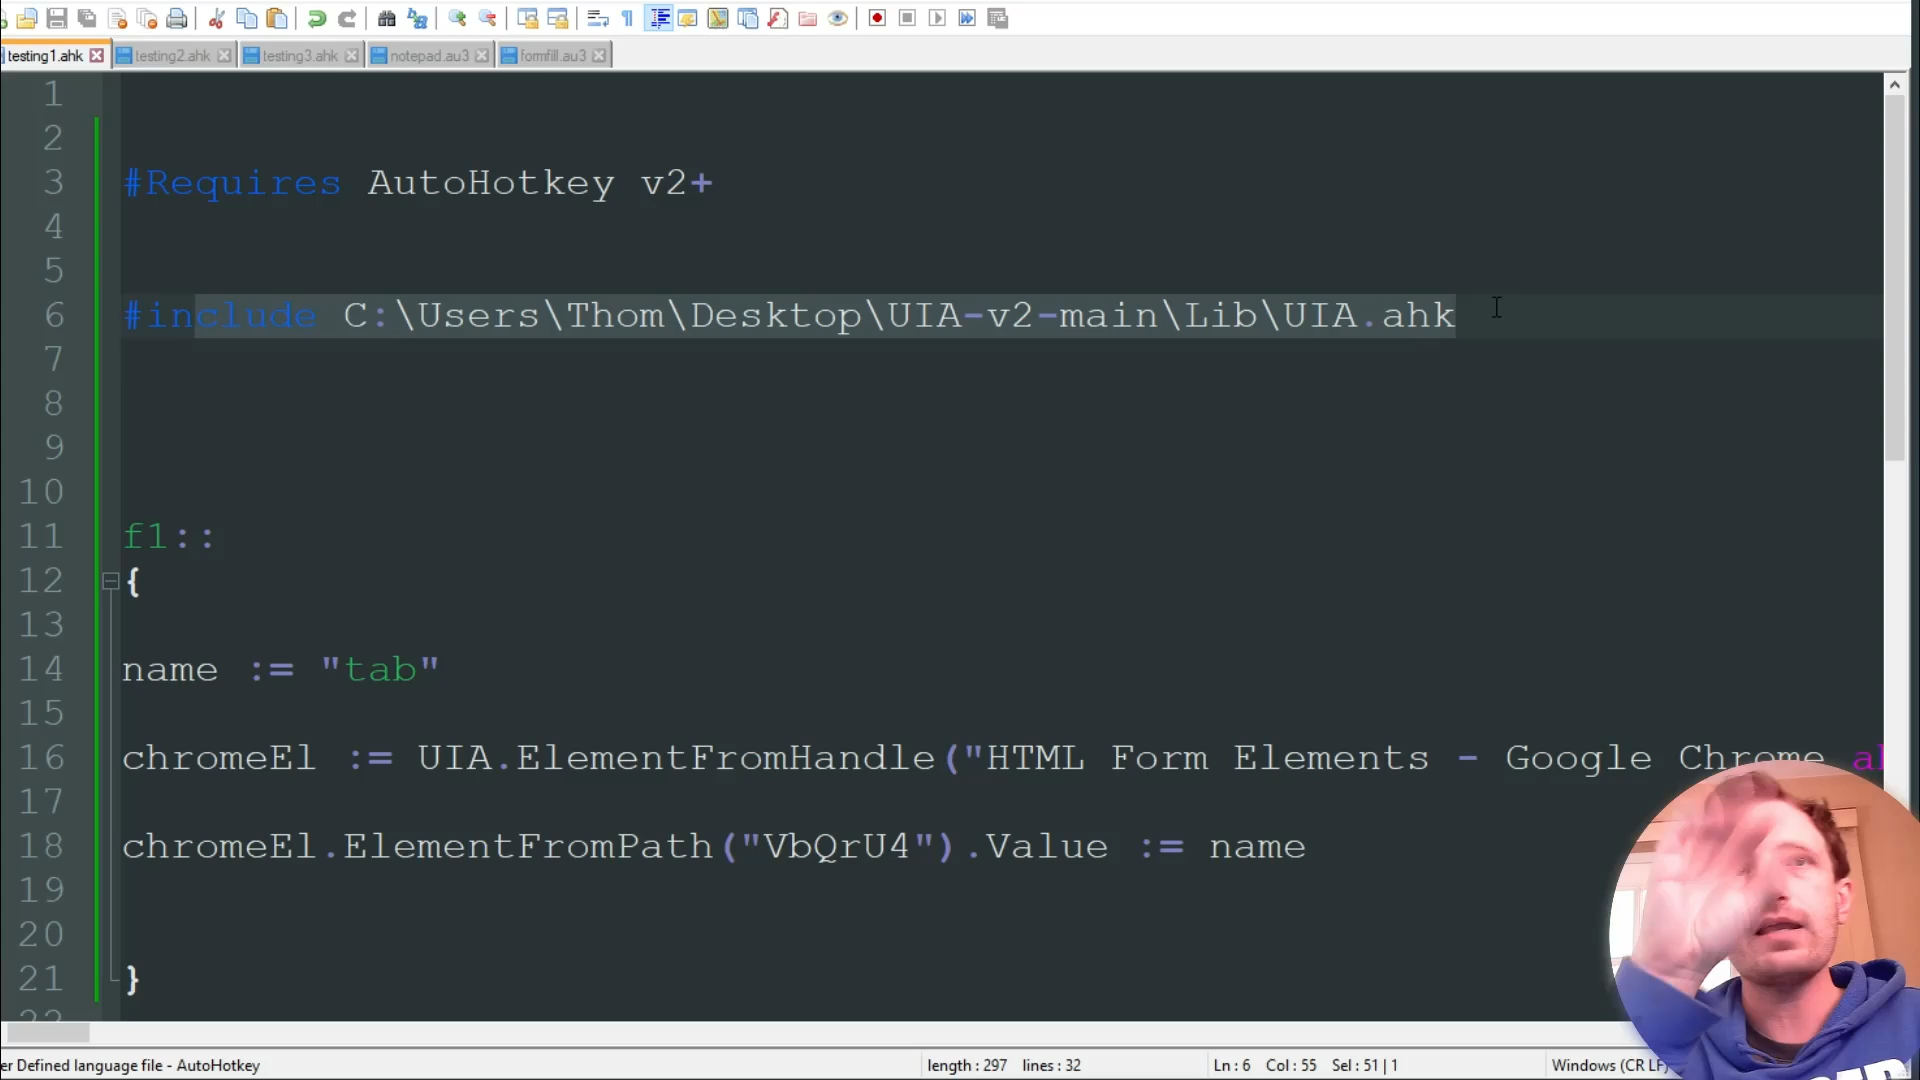 testing1.ahk testing2.ahk testing3.ahk notepad.au3 formfill.au3
1
2
3 #Requires AutoHotkey v2+
4
5
6 #include C:\Users\Thom\Desktop\UIA-v2-main\Lib\UIA.ahk
7
8
9
10
11 f1::
12 {
13
14 name := "tab"
15
16 chromeEl := UIA.ElementFromHandle("HTML Form Elements - Google Chrome
17
18 chromeEl.ElementFromPath("VbQrU4").Value := name
19
20
21 }
22
er Defined language file - AutoHotkey length : 297 lines : 32 Ln : 6 Col : 55 Sel : 51 | 1 Windows (CR LF)